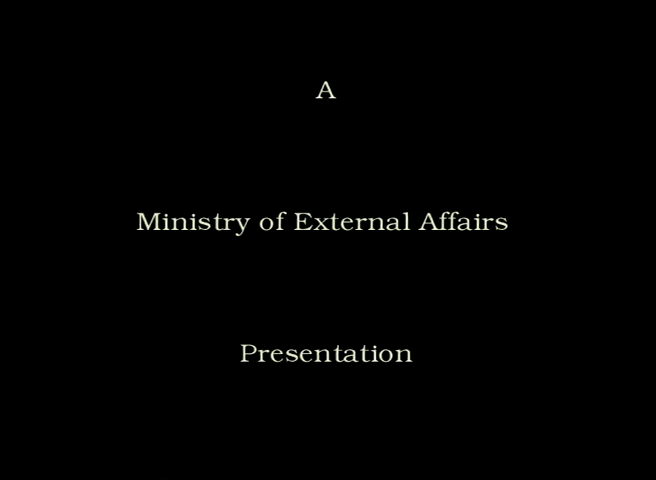 A
Ministry of External Affairs
Presentation